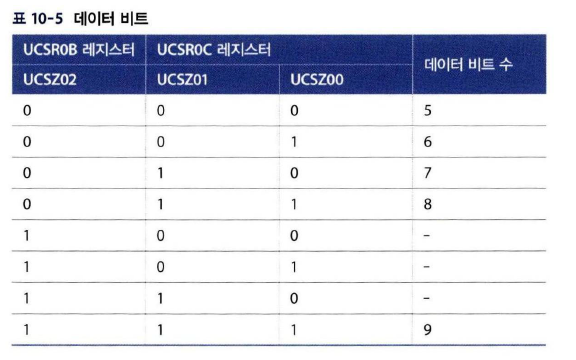 표 10-5 데이터 비트
UCSR0B 레지스터 UCSR0C 레지스터 데이터 비트 수
UCSZ02 UCSZ01 UCSZ00
0 0 0 5
0 0 1 6
0 1 0 7
0 1 1 8
1 0 0 –
1 0 1 –
1 1 0 –
1 1 1 9